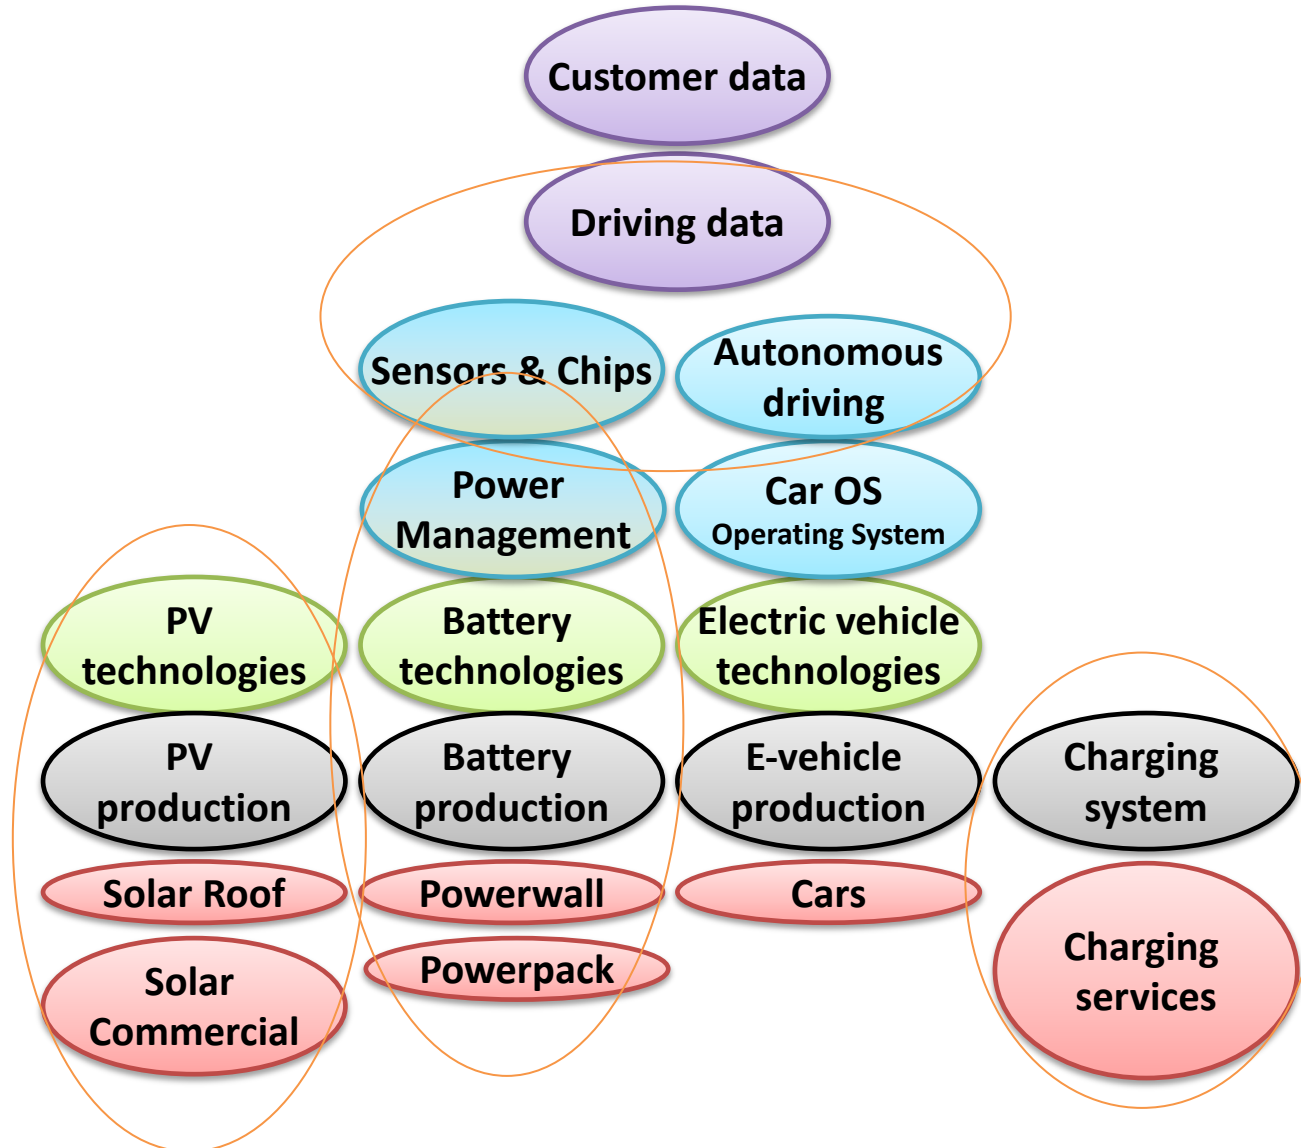 Customer data
Driving data
Sensors & Chips
Autonomous
driving
Power
Management
Car OS
Operating System
PV
technologies
Battery
technologies
Electric vehicle
technologies
PV
production
Battery
production
E-vehicle
production
Charging
system
Solar Roof
Powerwall
Cars
Solar
Commercial
Powerpack
Charging
services